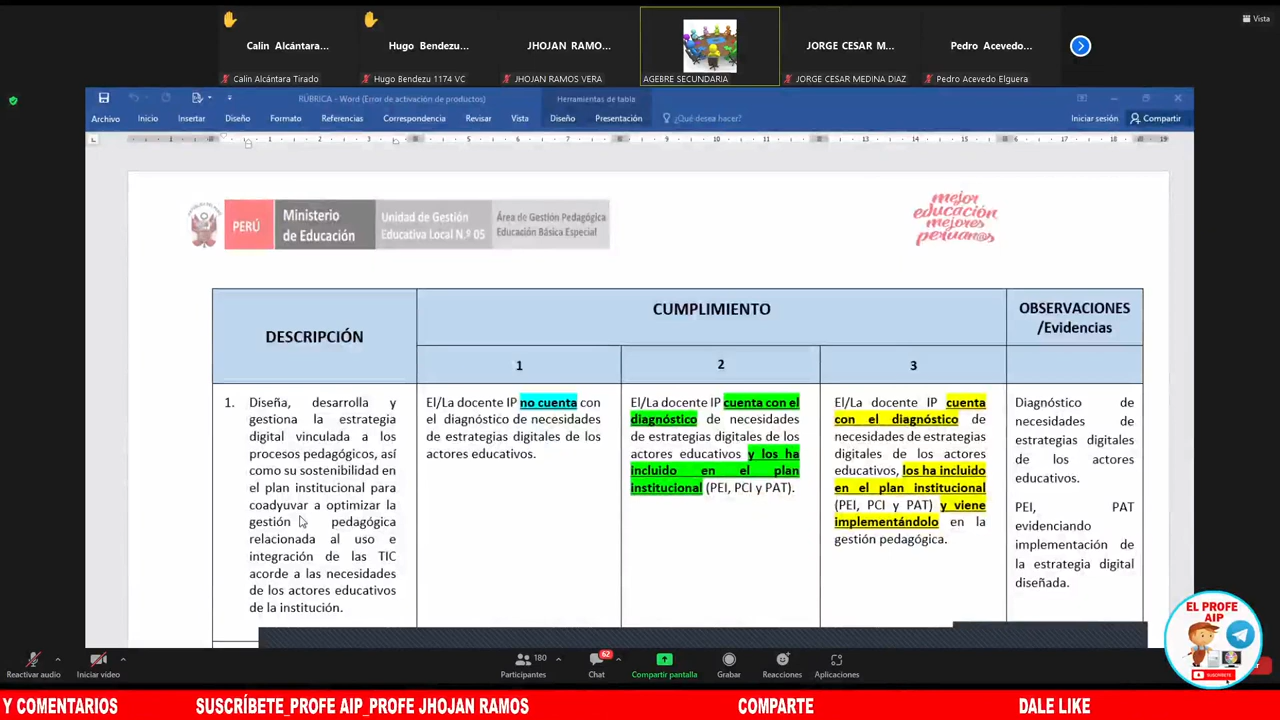 Vista
Calin Alcántara...
Hugo Bendezu...
JHOJAN RAMO...
JORGE CESAR M...
Pedro Acevedo...
Calin Alcántara Tirado
Hugo Bendezu 1174 VC
JHOJAN RAMOS VERA
AGEBRE SECUNDARIA
JORGE CESAR MEDINA DIAZ
Pedro Acevedo Elguera
RÚBRICA - Word (Error de activación de productos)
Herramientas de tabla
Archivo
Inicio
Insertar
Diseño
Formato
Referencias
Correspondencia
Revisar
Vista
Diseño
Presentación
¿Qué desea hacer?
Iniciar sesión
Compartir
PERÚ
Ministerio
de Educación
Unidad de Gestión
Educativa Local N.º 05
Área de Gestión Pedagógica
Educación Básica Especial
mejor
educación
mejores
peruan@s
DESCRIPCIÓN
CUMPLIMIENTO
OBSERVACIONES
/Evidencias
1
2
3
1. Diseña, desarrolla y
gestiona la estrategia
digital vinculada a los
procesos pedagógicos, así
como su sostenibilidad en
el plan institucional para
coadyuvar a optimizar la
gestión pedagógica
relacionada al uso e
integración de las TIC
acorde a las necesidades
de los actores educativos
de la institución.
El/La docente IP no cuenta con
el diagnóstico de necesidades
de estrategias digitales de los
actores educativos.
El/La docente IP cuenta con el
diagnóstico de necesidades
de estrategias digitales de los
actores educativos y los ha
incluido en el plan
institucional (PEI, PCI y PAT).
El/La docente IP cuenta
con el diagnóstico de
necesidades de estrategias
digitales de los actores
educativos, los ha incluido
en el plan institucional
(PEI, PCI y PAT) y viene
implementándolo en la
gestión pedagógica.
Diagnóstico de
necesidades de
estrategias digitales
de los actores
educativos.
PEI, PAT
evidenciando
implementación de
la estrategia digital
diseñada.
EL PROFE
AIP
SUSCRÍBETE
Reactivar audio
Iniciar video
180
Participantes
62
Chat
Compartir pantalla
Grabar
Reacciones
Aplicaciones
Y COMENTARIOS
SUSCRÍBETE_PROFE AIP_PROFE JHOJAN RAMOS
COMPARTE
DALE LIKE